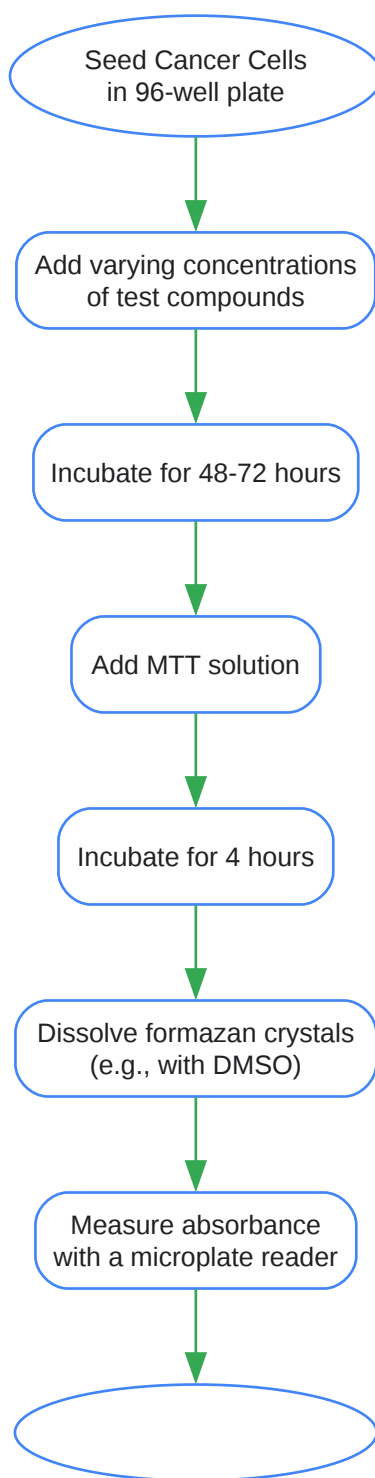 Seed Cancer Cells
in 96-well plate
Add varying concentrations
of test compounds
Incubate for 48-72 hours
Add MTT solution
Incubate for 4 hours
Dissolve formazan crystals
(e.g., with DMSO)
Measure absorbance
with a microplate reader